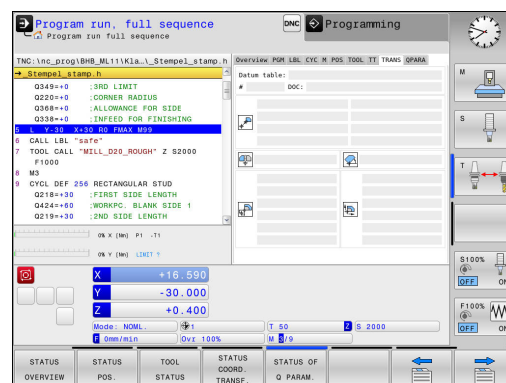 Program run, full sequence
Program run full sequence
DNC
Programming
TNC:\nc_prog\BHB_ML11\Kla…\_Stempel_stamp.h
→_Stempel_stamp.h
Q349=+0 ;3RD LIMIT
Q220=+0 ;CORNER RADIUS
Q368=+0 ;ALLOWANCE FOR SIDE
Q338=+0 ;INFEED FOR FINISHING
5 L Y-30 X+30 R0 FMAX M99
6 CALL LBL "safe"
7 TOOL CALL "MILL_D20_ROUGH" Z S2000
F1000
8 M3
9 CYCL DEF 256 RECTANGULAR STUD
Q218=+30 ;FIRST SIDE LENGTH
Q424=+60 ;WORKPC. BLANK SIDE 1
Q219=+30 ;2ND SIDE LENGTH
Overview PGM LBL CYC M POS TOOL TT TRANS QPARA
Datum table:
# DOC:
0% X [Nm] P1 -T1
0% Y [Nm] LIMIT 1
X +16.590
Y -30.000
Z +0.400
Mode: NOML. 1 T 50 Z S 2000
F 0mm/min Ovr 100% M 3/9
M
S
T
S100%
OFF ON
F100%
OFF ON
STATUS OVERVIEW
STATUS POS.
TOOL STATUS
STATUS COORD. TRANSF.
STATUS OF Q PARAM.